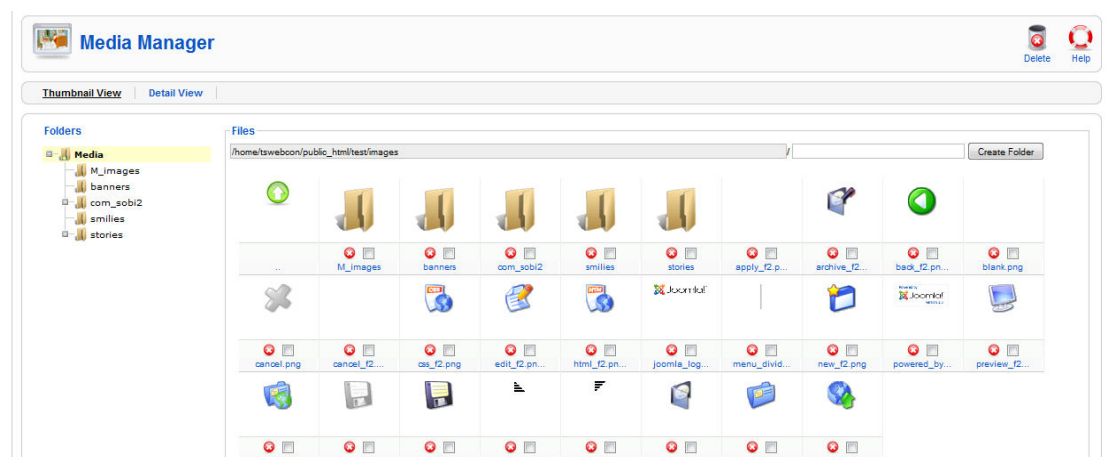 Media Manager
Delete
Help
Thumbnail View
Detail View
Folders
Media
M_images
banners
com_sobi2
smilies
stories
Files
/home/tswebcon/public_html/test/images
/
Create Folder
..
M_images
banners
com_sobi2
smilies
stories
apply_f2.p...
archive_f2...
back_f2.pn...
blank.png
Joomla!
Joomla!
cancel.png
cancel_f2....
css_f2.png
edit_f2.pn...
html_f2.pn...
joomla_log...
menu_divid...
new_f2.png
powered_by...
preview_f2...